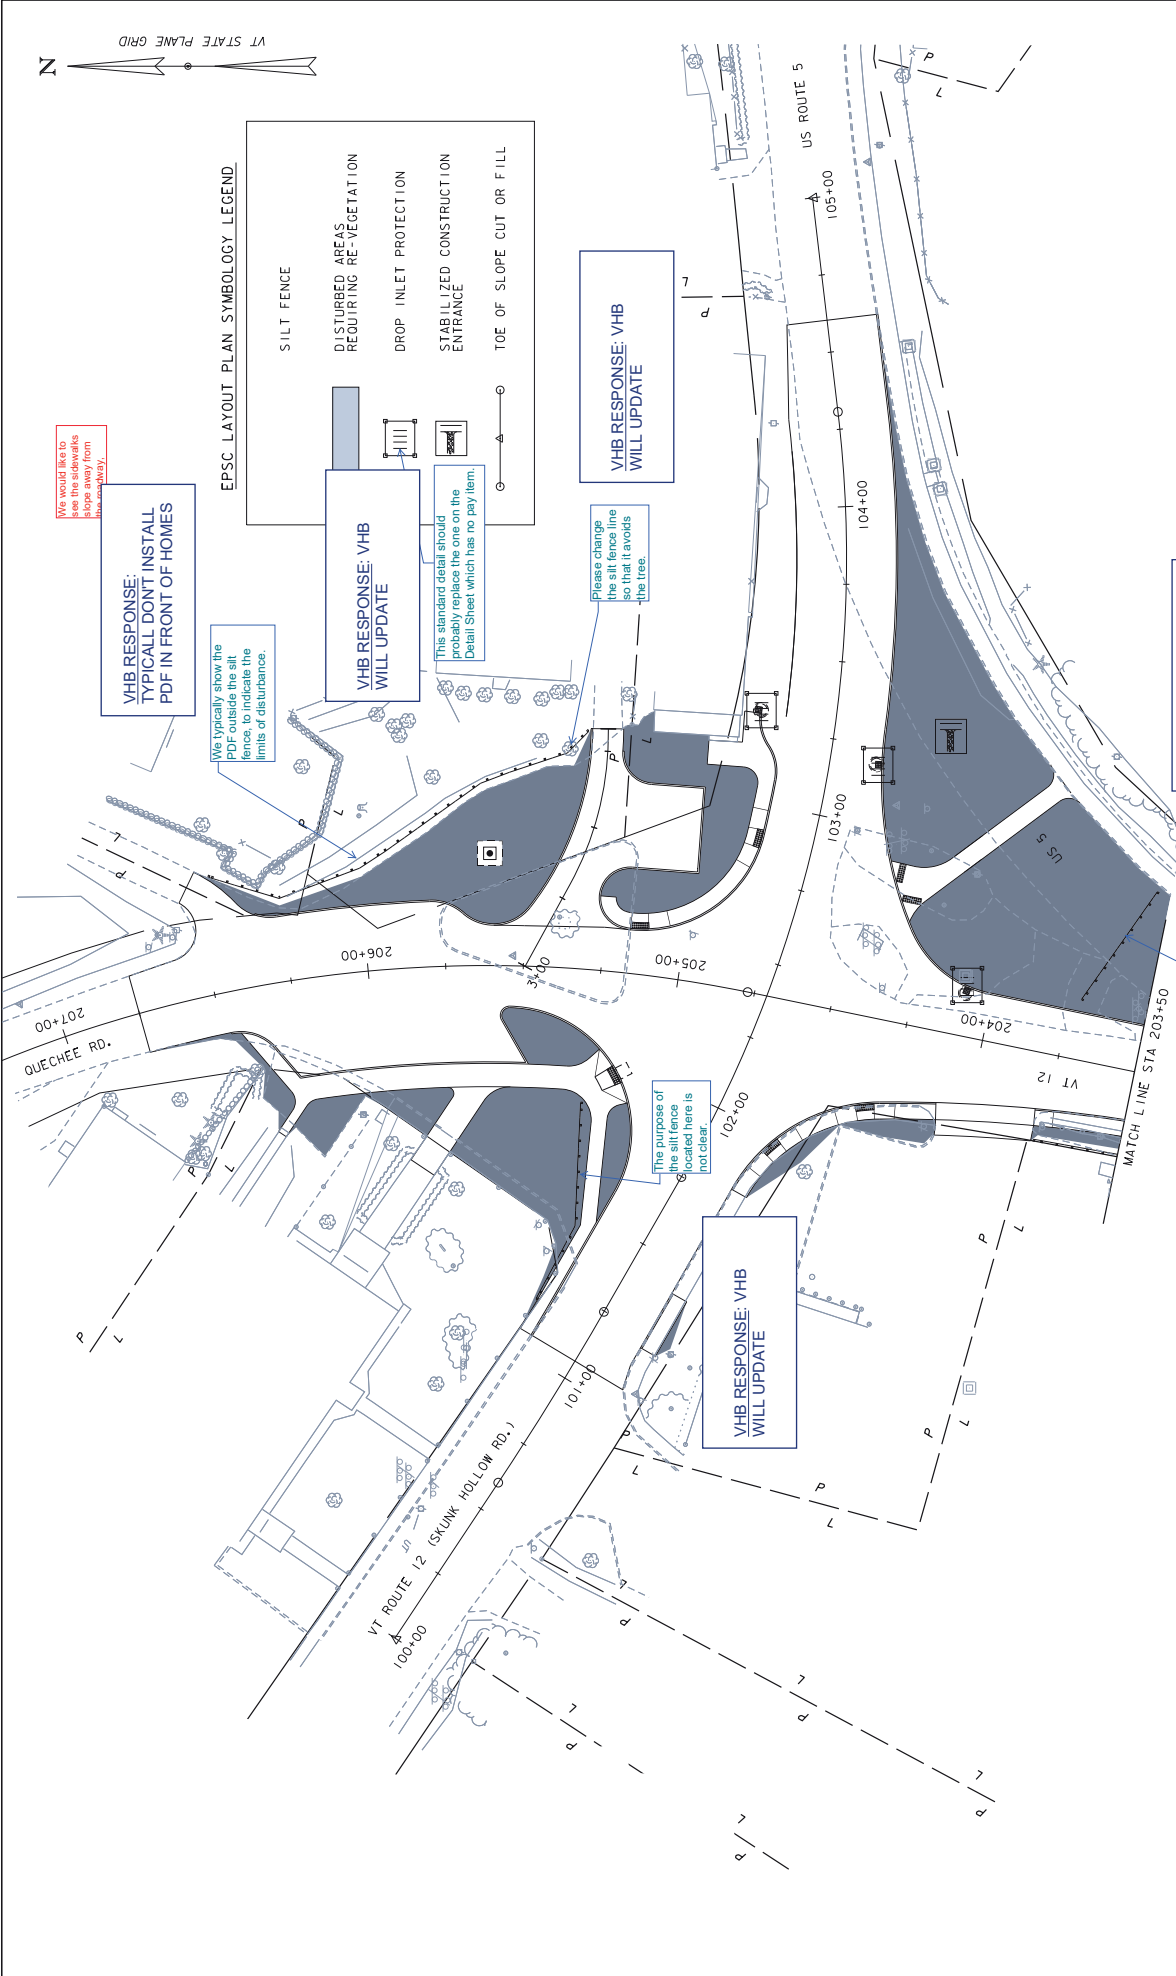 N
VT STATE PLANE GRID
EPSC LAYOUT PLAN SYMBOLOGY LEGEND
SILT FENCE
DISTURBED AREAS
REQUIRING RE-VEGETATION
DROP INLET PROTECTION
STABILIZED CONSTRUCTION
ENTRANCE
TOE OF SLOPE CUT OR FILL
We would like to
see the sidewalks
slope away from
the roadway.
VHB RESPONSE:
TYPICALL DON'T INSTALL
PDF IN FRONT OF HOMES
We typically show the
PDF outside the silt
fence, to indicate the
limits of disturbance.
VHB RESPONSE: VHB
WILL UPDATE
This standard detail should
probably replace the one on the
Detail Sheet which has no pay item.
Please change
the silt fence line
so that it avoids
the tree.
VHB RESPONSE: VHB
WILL UPDATE
The purpose of
the silt fence
located here is
not clear.
VHB RESPONSE: VHB
WILL UPDATE
QUECHEE RD.
207+00
206+00
205+00
204+00
3+00
VT ROUTE 12 (SKUNK HOLLOW RD.)
100+00
101+00
102+00
103+00
104+00
105+00
US ROUTE 5
US 5
VT 12
MATCH LINE STA 203+50
P
L
P
L
P
L
P
L
P
L
P
L
P
L
P
L
P
L
P
L
P
L
P
L
P
L
P
L